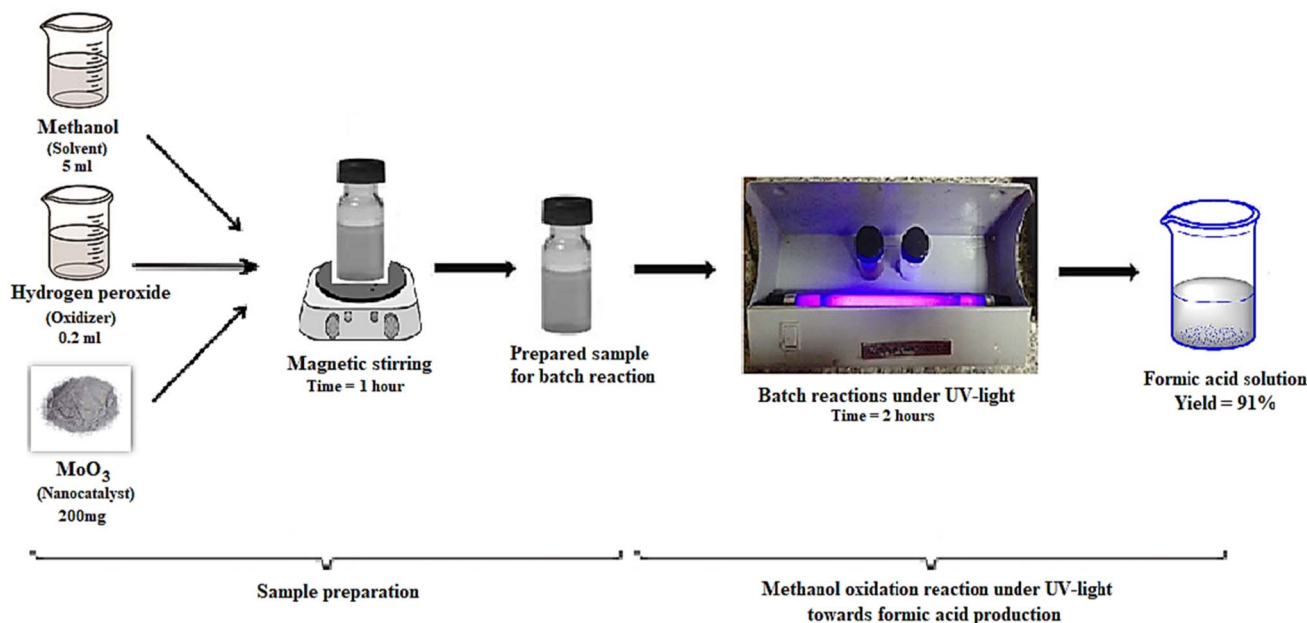 Methanol
(Solvent)
5 ml
Hydrogen peroxide
(Oxidizer)
0.2 ml
MoO₃
(Nanocatalyst)
200mg
Magnetic stirring
Time = 1 hour
Prepared sample
for batch reaction
Batch reactions under UV-light
Time = 2 hours
Formic acid solution
Yield = 91%
Sample preparation
Methanol oxidation reaction under UV-light
towards formic acid production